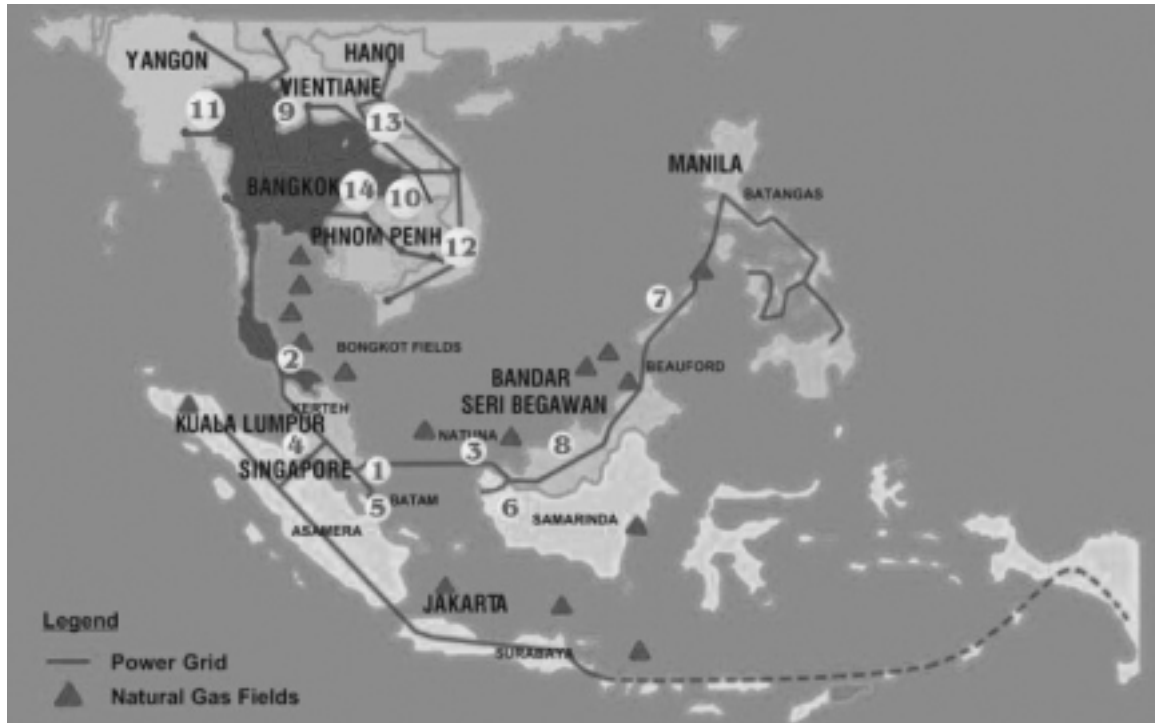 HANOI
YANGON
VIENTIANE
11
9
13
MANILA
BANGKOK
14
10
BATANGAS
PHNOM PENH
12
7
BONGKOT FIELDS
2
BEAUFORD
BANDAR
SERI BEGAWAN
KERTEH
KUALA LUMPUR
4
NATUNA
8
3
SINGAPORE
1
BATAM
5
6
SAMARINDA
ASAMERA
JAKARTA
SURABAYA
Legend
Power Grid
Natural Gas Fields